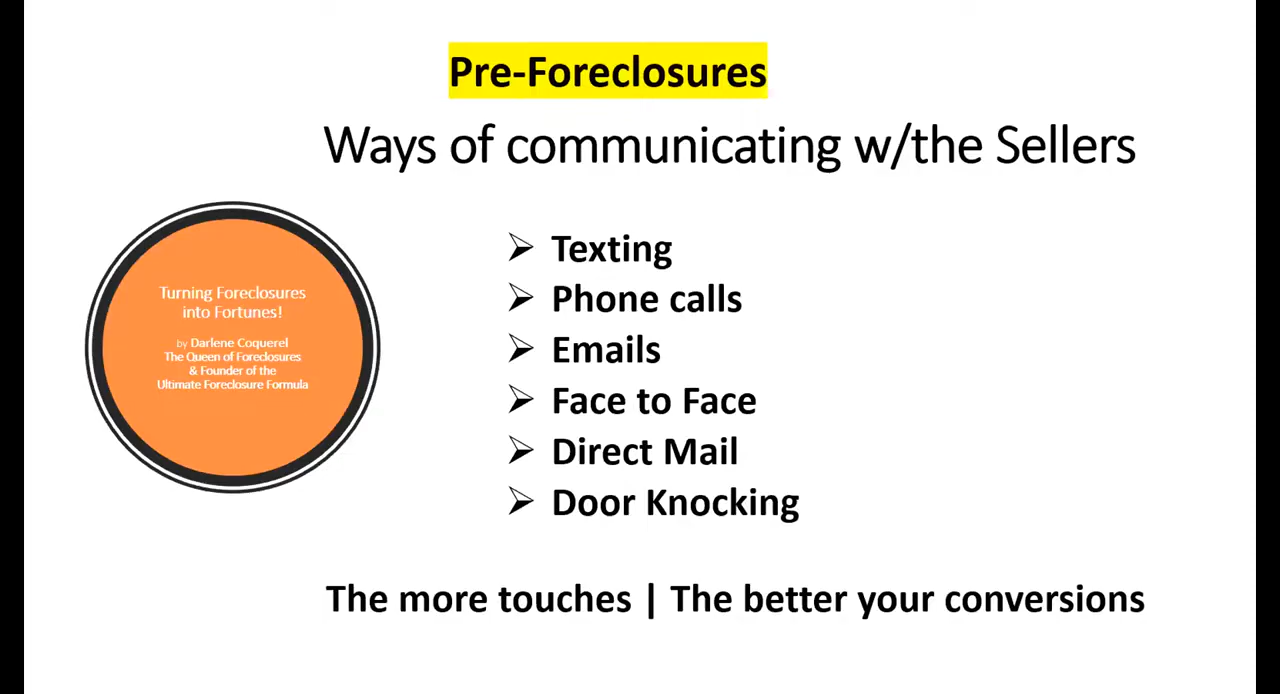 Pre-Foreclosures
Ways of communicating w/the Sellers
Turning Foreclosures
into Fortunes!
by Darlene Coquerel
The Queen of Foreclosures
& Founder of the
Ultimate Foreclosure Formula
Texting
Phone calls
Emails
Face to Face
Direct Mail
Door Knocking
The more touches | The better your conversions